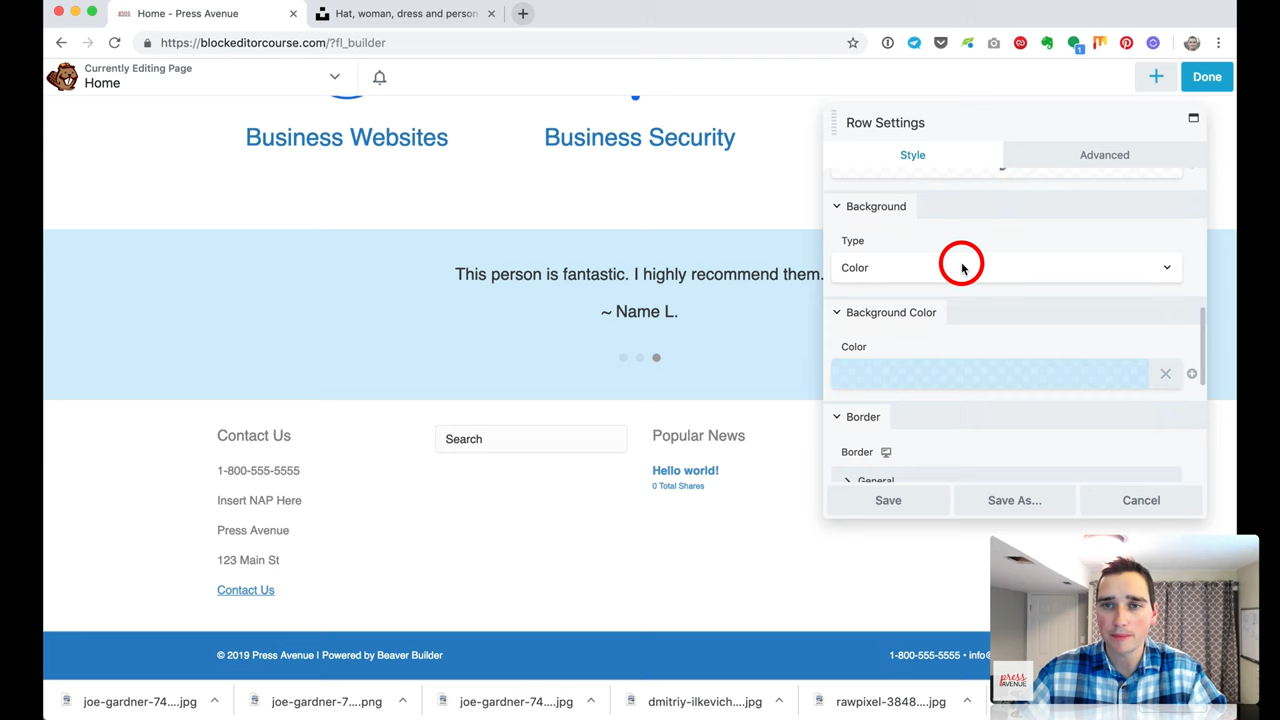 Home - Press Avenue
Hat, woman, dress and person
https://blockeditorcourse.com/?fl_builder
1
Currently Editing Page
Home
Done
Business Websites
Business Security
Row Settings
Style
Advanced
Background
Type
Color
Background Color
Color
Border
Border
General
Save
Save As...
Cancel
This person is fantastic. I highly recommend them.
~ Name L.
Contact Us
1-800-555-5555
Insert NAP Here
Press Avenue
123 Main St
Contact Us
Search
Popular News
Hello world!
0 Total Shares
© 2019 Press Avenue | Powered by Beaver Builder
1-800-555-5555 • info@
press
AVENUE
joe-gardner-74....jpg
joe-gardner-7....png
joe-gardner-74....jpg
dmitriy-ilkevich....jpg
rawpixel-3848....jpg